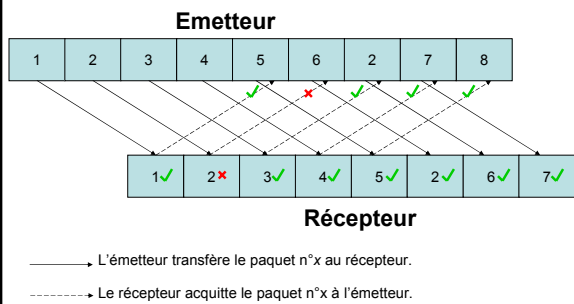 Emetteur
1 2 3 4 5 6 2 7 8
1 2 3 4 5 2 6 7
Récepteur
L'émetteur transfère le paquet n°x au récepteur.
Le récepteur acquitte le paquet n°x à l'émetteur.